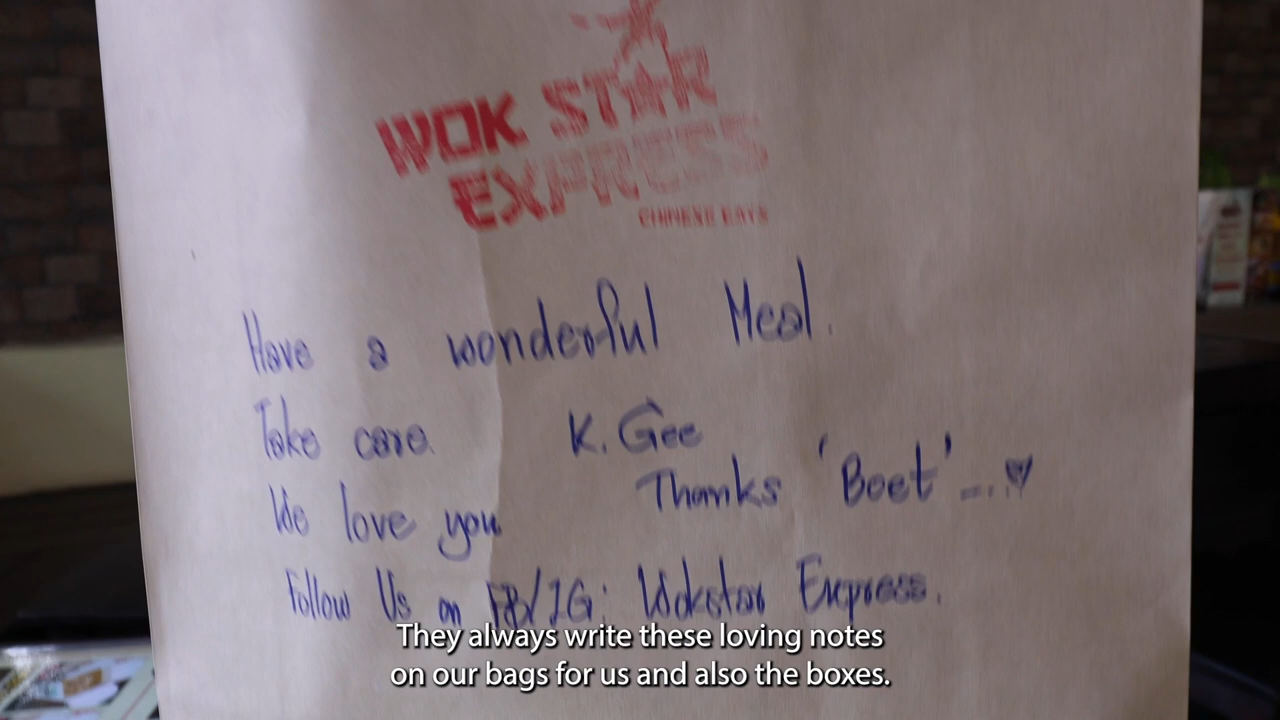 WOK STAR
EXPRESS
CHINESE EATS
Have a wonderful Meal.
Take care. K. Gee
Thanks 'Boet'
We love you
Follow Us on FB/IG: Wokstar Express.
They always write these loving notes
on our bags for us and also the boxes.